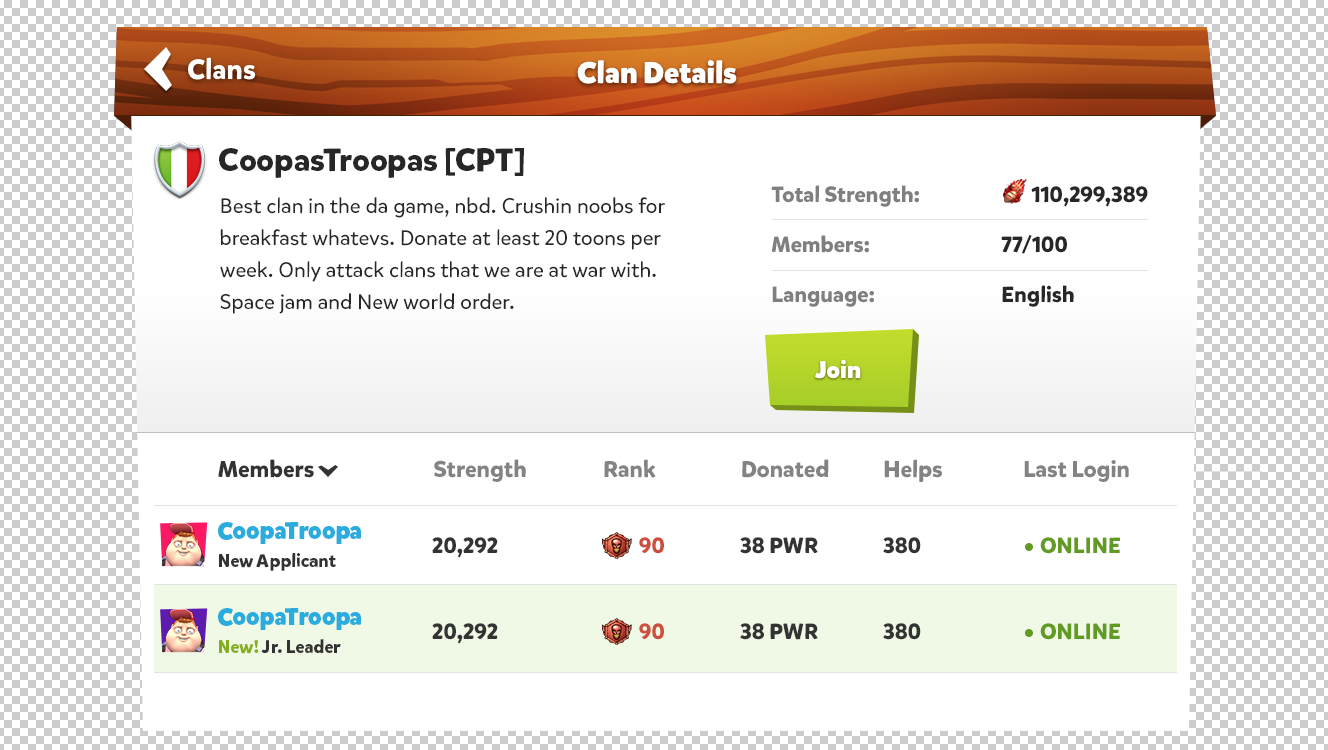 Clans
Clan Details
CoopasTroopas [CPT]
Best clan in the da game, nbd. Crushin noobs for
breakfast whatevs. Donate at least 20 toons per
week. Only attack clans that we are at war with.
Space jam and New world order.
Total Strength: 110,299,389
Members: 77/100
Language: English
Join
Members Strength Rank Donated Helps Last Login
CoopaTroopa
New Applicant
20,292 90 38 PWR 380 • ONLINE
CoopaTroopa
New! Jr. Leader
20,292 90 38 PWR 380 • ONLINE